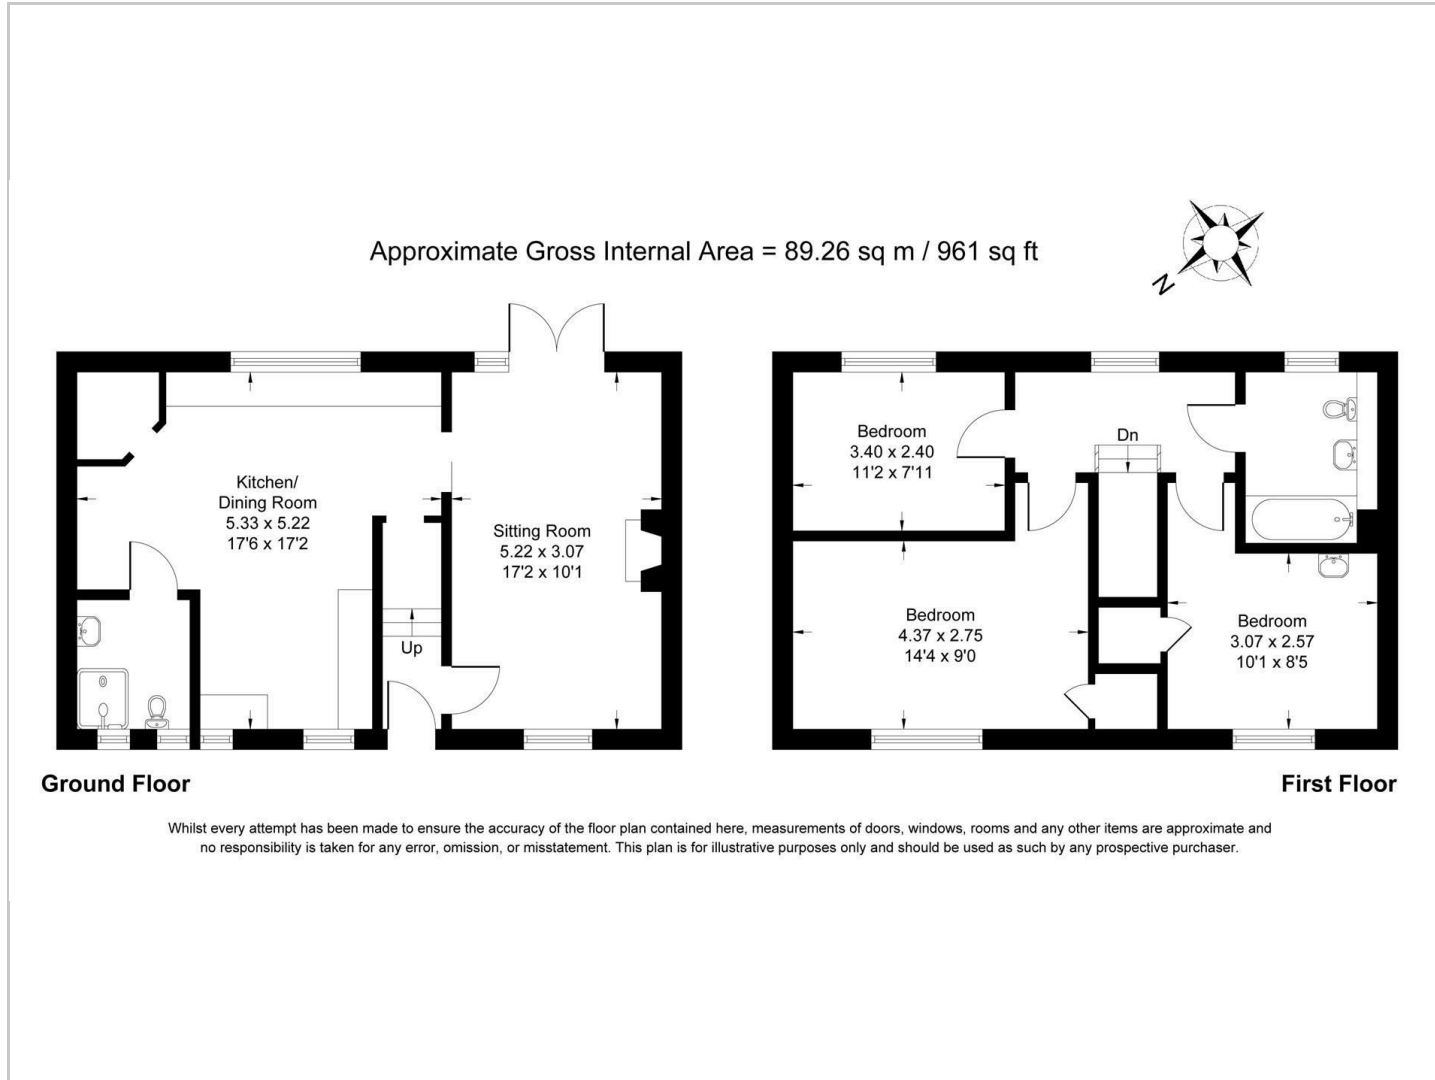 Approximate Gross Internal Area = 89.26 sq m / 961 sq ft
N
Kitchen/
Dining Room
5.33 x 5.22
17'6 x 17'2
Sitting Room
5.22 x 3.07
17'2 x 10'1
Up
Ground Floor
Bedroom
3.40 x 2.40
11'2 x 7'11
Dn
Bedroom
4.37 x 2.75
14'4 x 9'0
Bedroom
3.07 x 2.57
10'1 x 8'5
First Floor
Whilst every attempt has been made to ensure the accuracy of the floor plan contained here, measurements of doors, windows, rooms and any other items are approximate and
no responsibility is taken for any error, omission, or misstatement. This plan is for illustrative purposes only and should be used as such by any prospective purchaser.